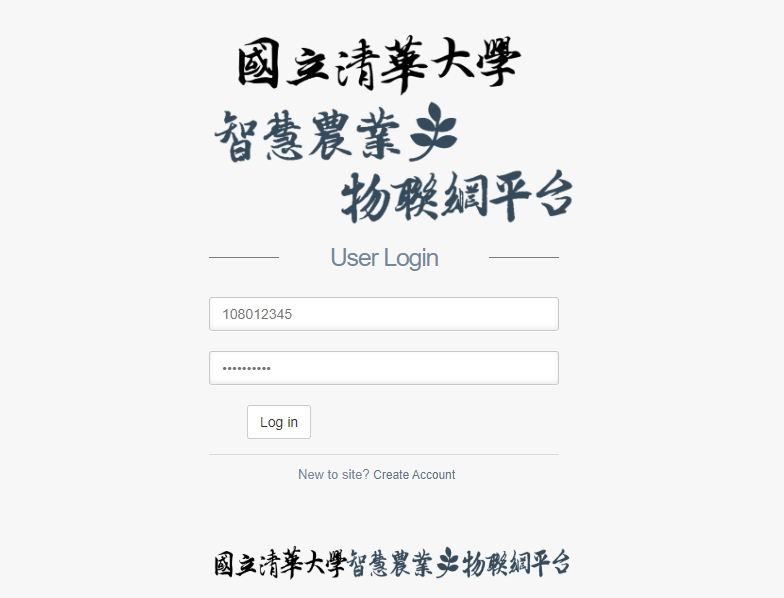 國立清華大學
智慧農業
物聯網平台
User Login
108012345
••••••••••
Log in
New to site? Create Account
國立清華大學智慧農業物聯網平台